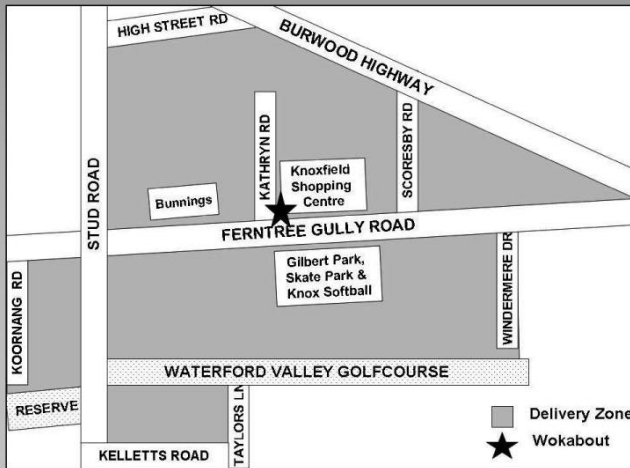 HIGH STREET RD
BURWOOD HIGHWAY
STUD ROAD
KATHRYN RD
SCORESBY RD
Knoxfield
Shopping
Centre
Bunnings
FERNTREE GULLY ROAD
Gilbert Park,
Skate Park &
Knox Softball
KOORNANG RD
WINDERMERE DR
WATERFORD VALLEY GOLFCOURSE
RESERVE
TAYLORS LN
KELLETTS ROAD
Delivery Zone
Wokabout